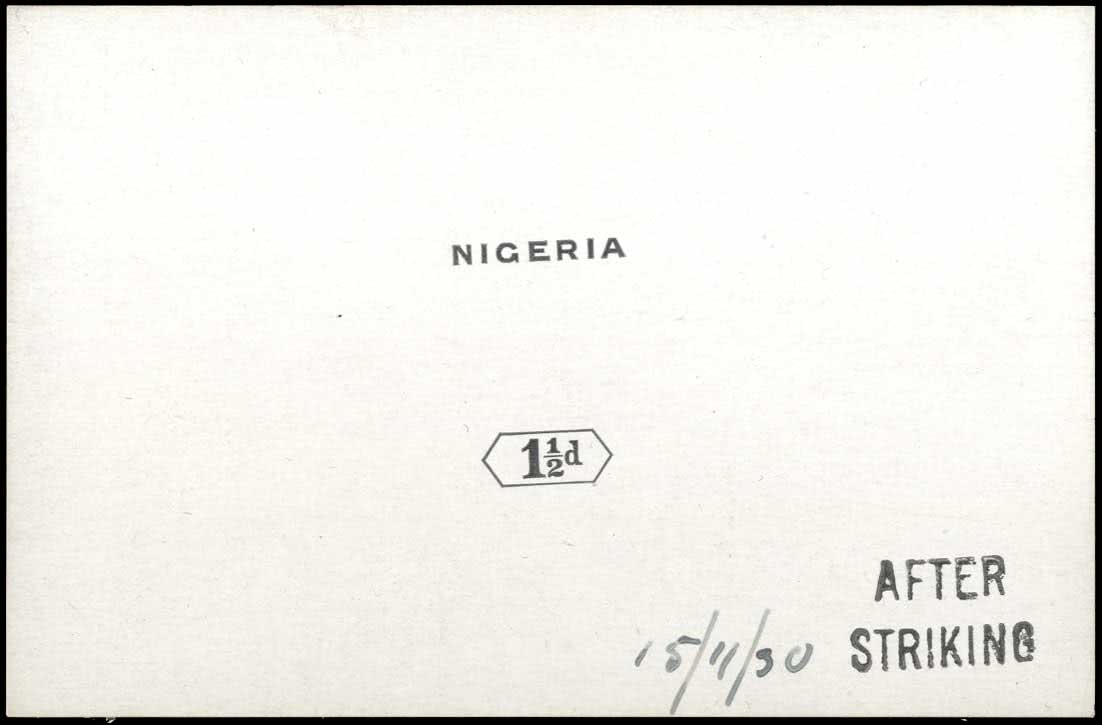 NIGERIA
1½d
AFTER
15/11/30 STRIKING